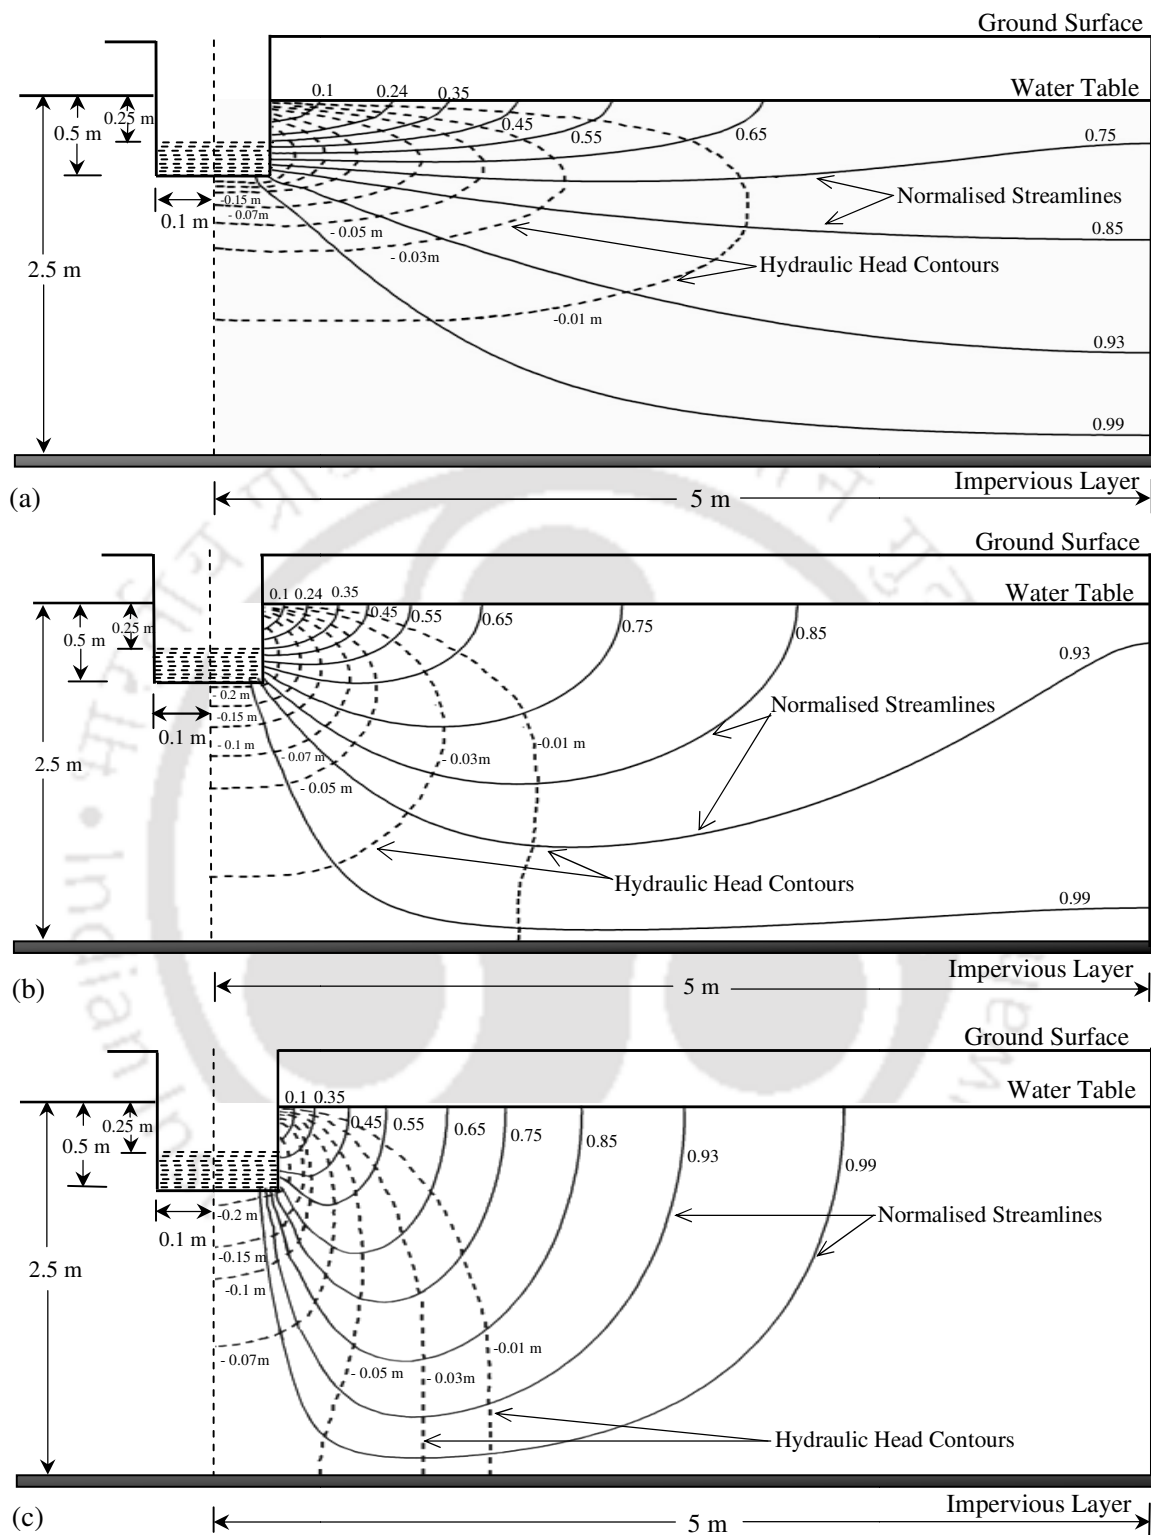 Ground Surface
Water Table
0.1
0.24
0.35
0.45
0.55
0.65
0.75
0.25 m
0.5 m
Normalised Streamlines
-0.15 m
- 0.07m
0.1 m
- 0.05 m
0.85
- 0.03m
Hydraulic Head Contours
2.5 m
-0.01 m
0.93
0.99
Impervious Layer
(a)
5 m
Ground Surface
Water Table
0.1
0.24
0.35
0.45
0.55
0.65
0.75
0.85
0.93
0.25 m
0.5 m
- 0.2 m
-0.15 m
Normalised Streamlines
0.1 m
- 0.1 m
-0.01 m
- 0.07 m
- 0.03m
2.5 m
- 0.05 m
Hydraulic Head Contours
0.99
Impervious Layer
(b)
5 m
Ground Surface
Water Table
0.1
0.35
0.45
0.55
0.65
0.75
0.85
0.93
0.99
0.25 m
0.5 m
-0.2 m
Normalised Streamlines
0.1 m
-0.15 m
2.5 m
-0.1 m
-0.01 m
- 0.07m
- 0.05 m
- 0.03m
Hydraulic Head Contours
Impervious Layer
(c)
5 m